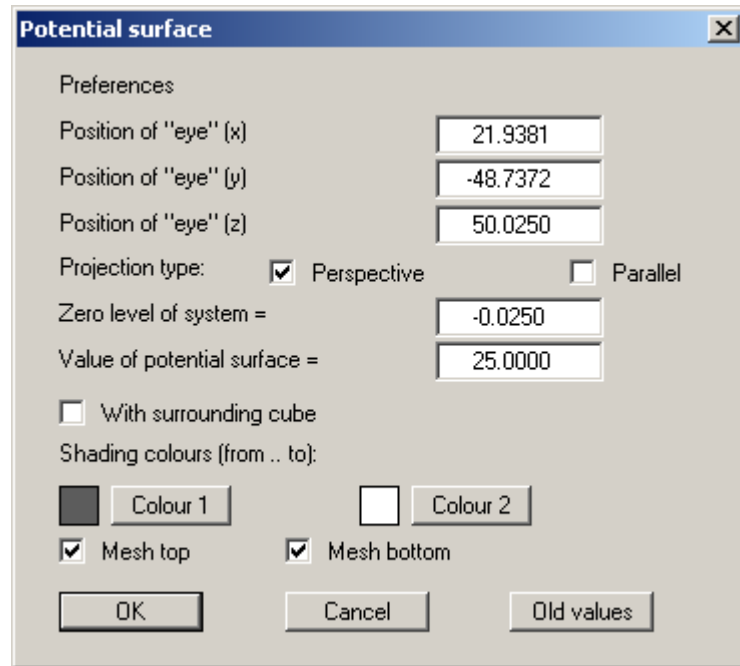 Potential surface
Preferences
Position of "eye" (x) 21.9381
Position of "eye" (y) -48.7372
Position of "eye" (z) 50.0250
Projection type: Perspective Parallel
Zero level of system = -0.0250
Value of potential surface = 25.0000
With surrounding cube
Shading colours (from .. to):
Colour 1 Colour 2
Mesh top Mesh bottom
OK Cancel Old values